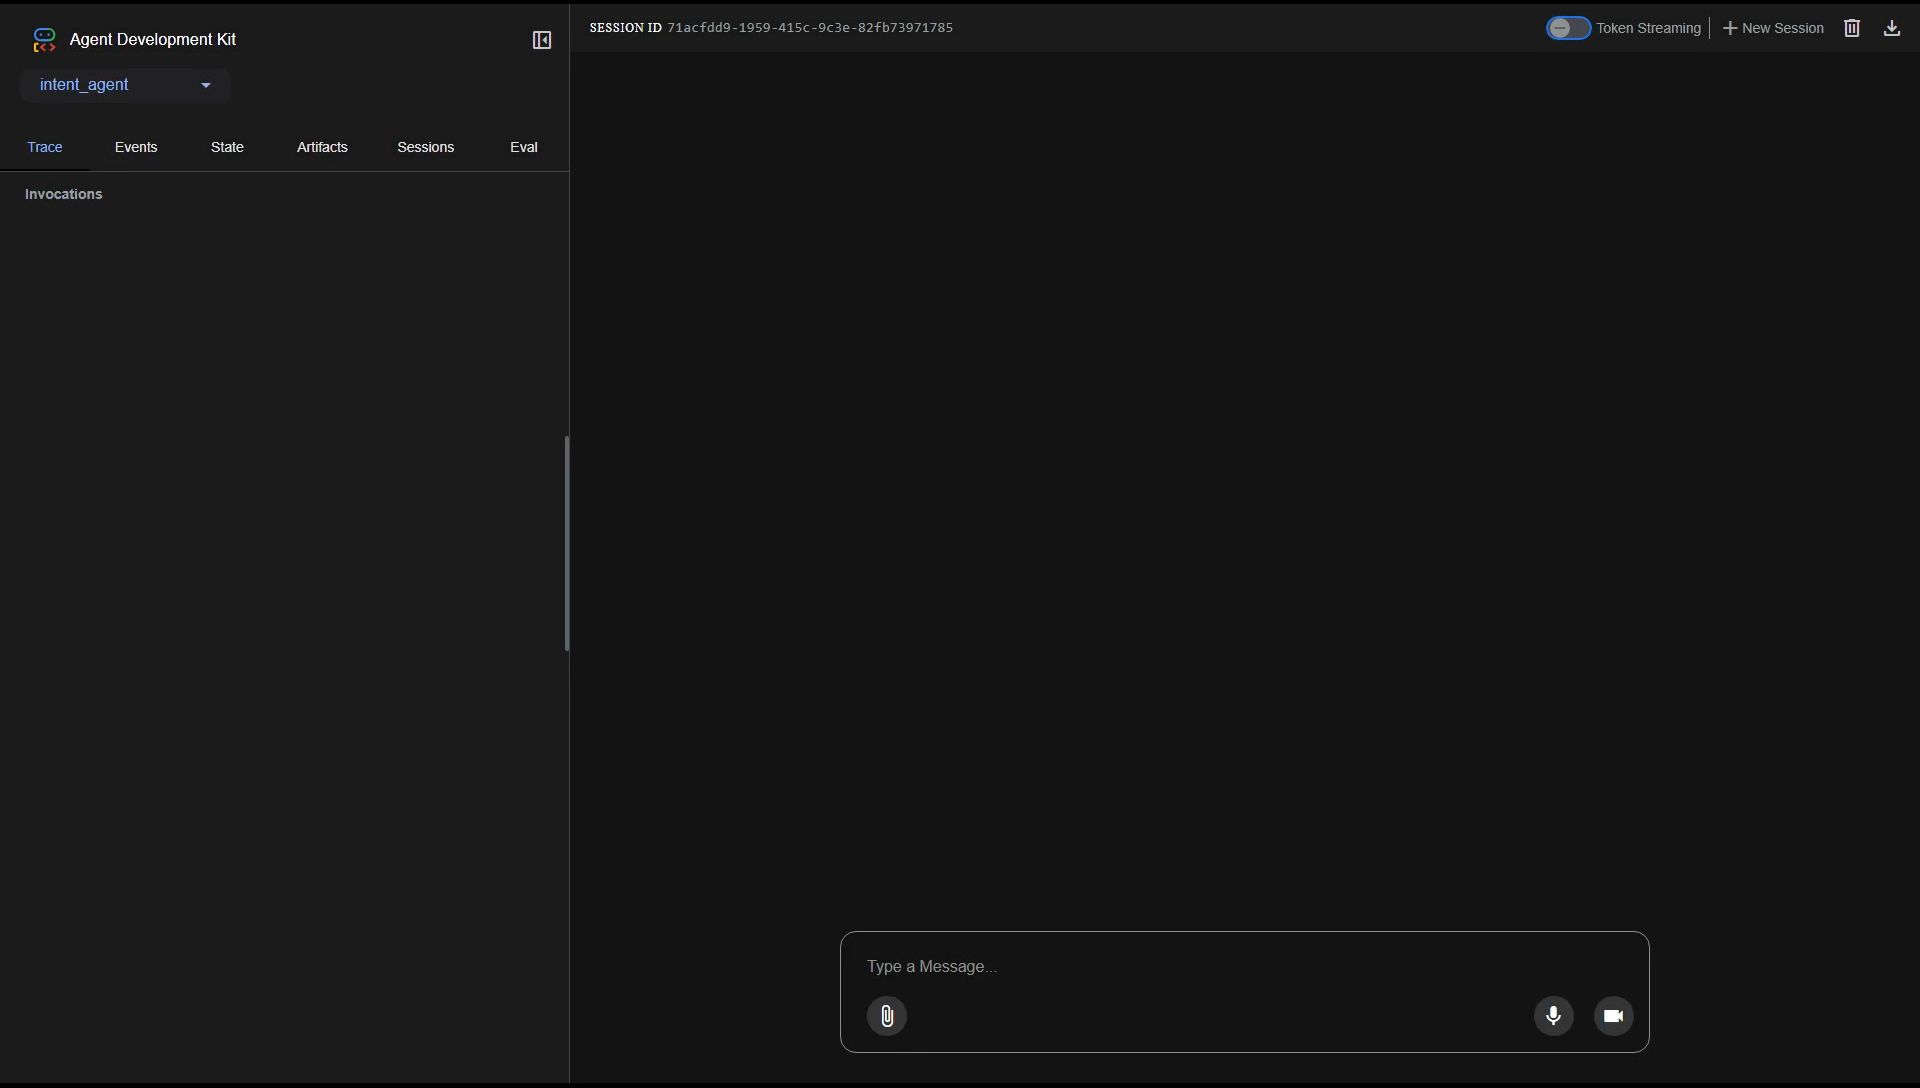 Agent Development Kit
intent_agent
Trace Events State Artifacts Sessions Eval
Invocations
SESSION ID 71acfdd9-1959-415c-9c3e-82fb73971785
Token Streaming
New Session
Type a Message...